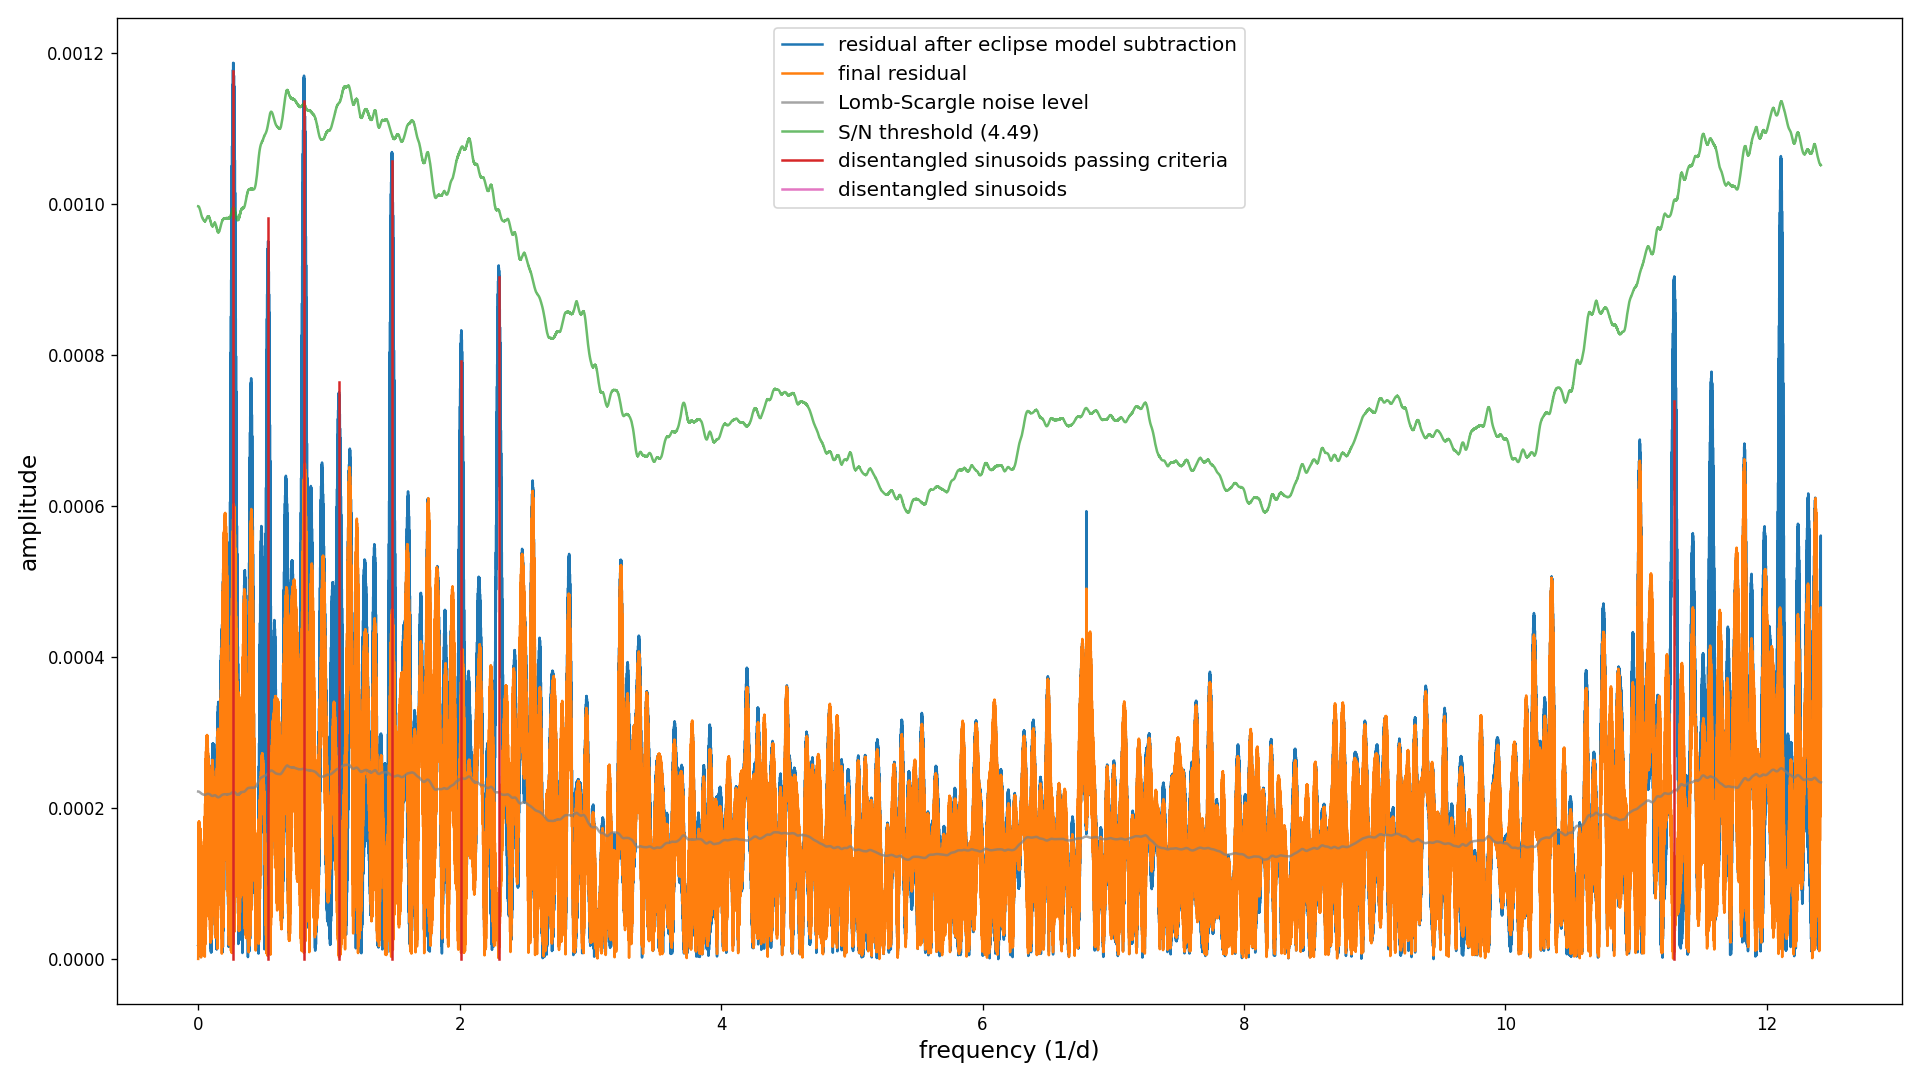 residual after eclipse model subtraction
final residual
Lomb-Scargle noise level
S/N threshold (4.49)
disentangled sinusoids passing criteria
disentangled sinusoids
0.0012
0.0010
0.0008
0.0006
0.0004
0.0002
0.0000
amplitude
0 2 4 6 8 10 12
frequency (1/d)